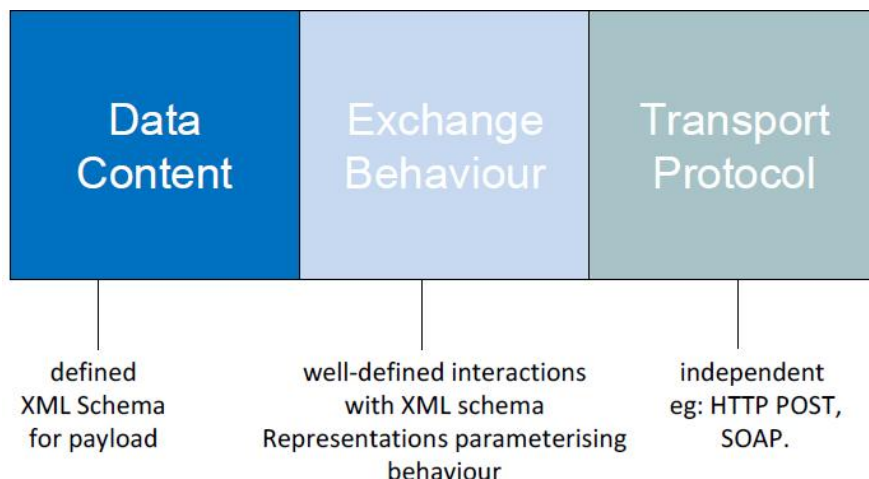 Data
Content
Exchange
Behaviour
Transport
Protocol
defined
XML Schema
for payload
well-defined interactions
with XML schema
Representations parameterising
behaviour
independent
eg: HTTP POST,
SOAP.